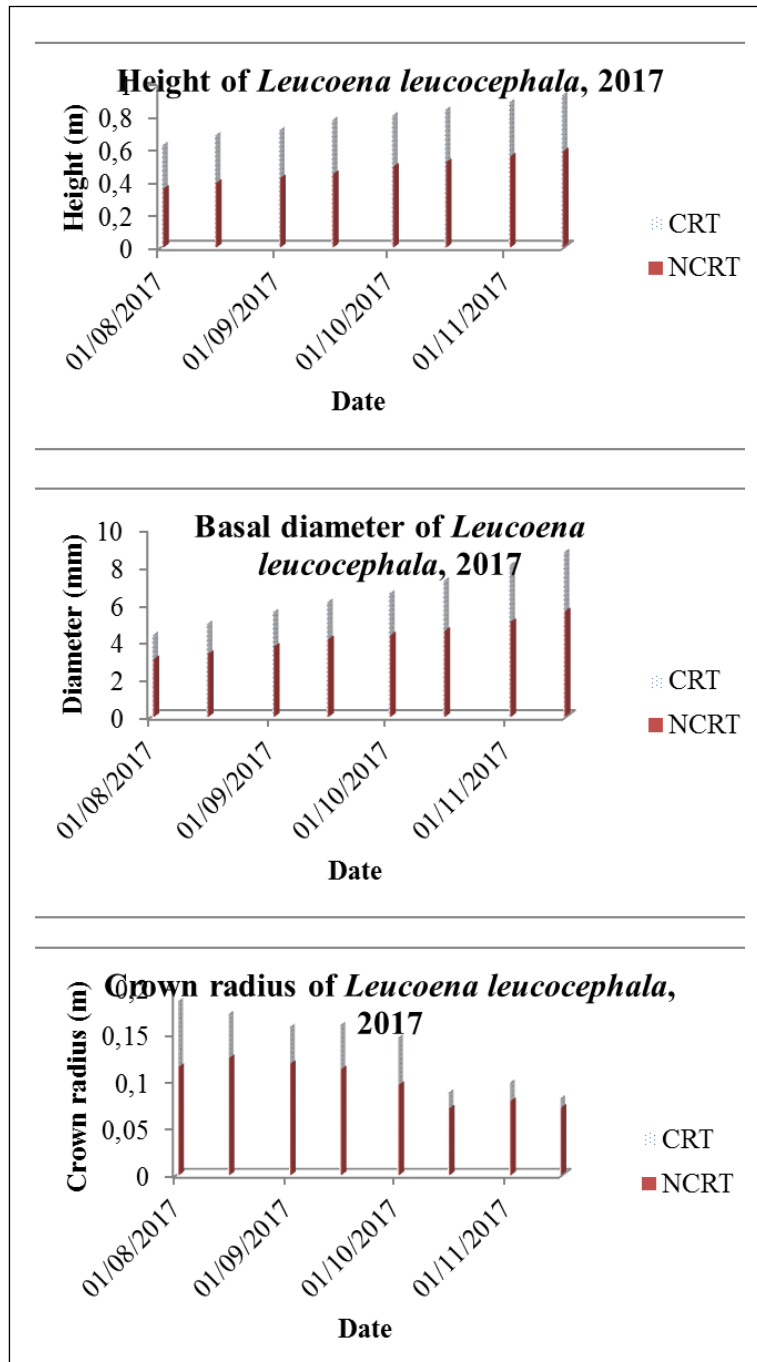 Height of Leucoena leucocephala, 2017
1
0,8
0,6
0,4
0,2
0
Height (m)
CRT
NCRT
01/08/2017
01/09/2017
01/10/2017
01/11/2017
Date
Basal diameter of Leucoena
leucocephala, 2017
10
8
6
4
2
0
Diameter (mm)
CRT
NCRT
01/08/2017
01/09/2017
01/10/2017
01/11/2017
Date
Crown radius of Leucoena leucocephala,
2017
0,2
0,15
0,1
0,05
0
Crown radius (m)
CRT
NCRT
01/08/2017
01/09/2017
01/10/2017
01/11/2017
Date